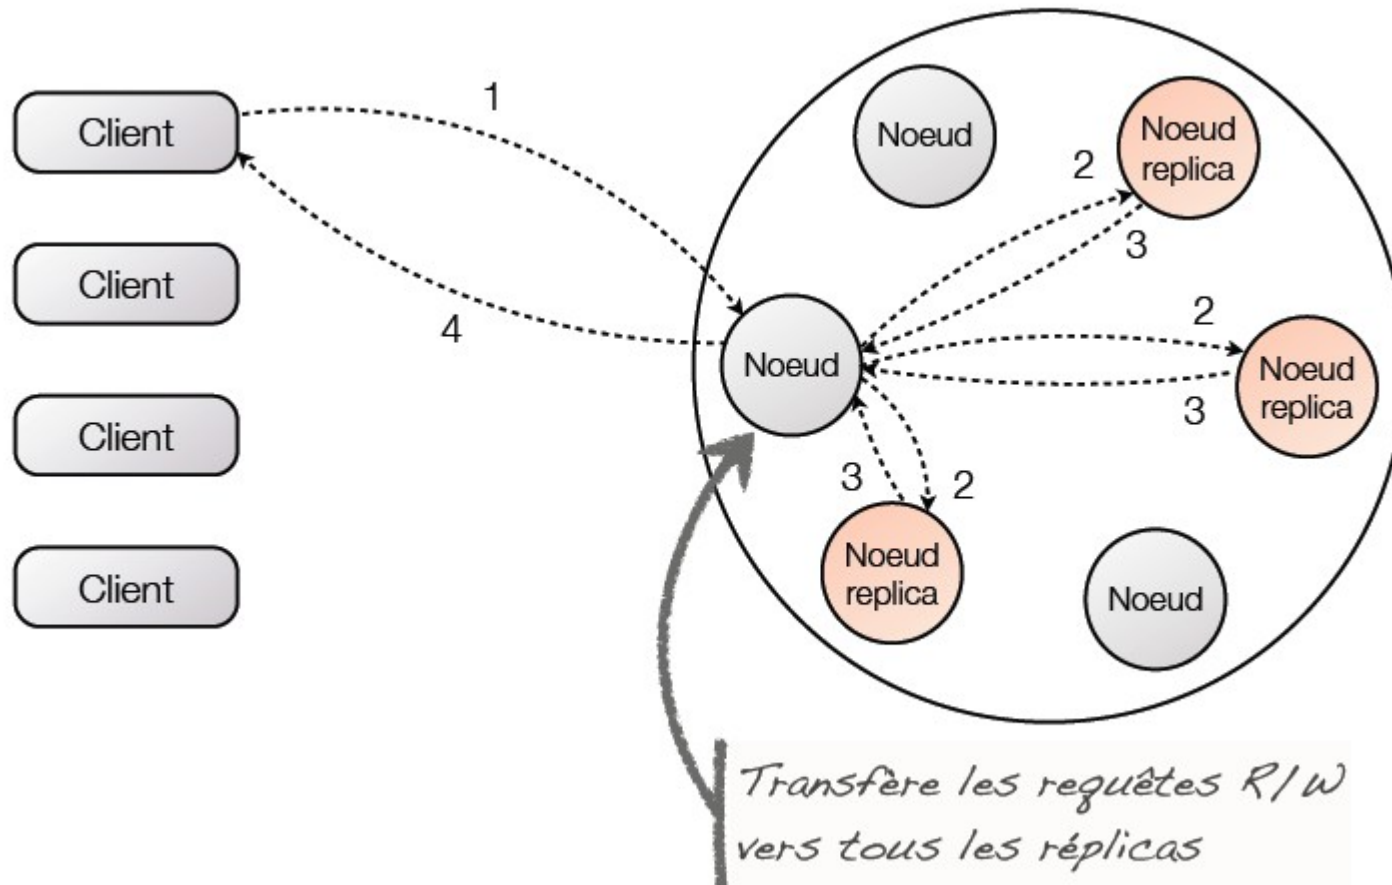 Client
Client
Client
Client
1
4
Noeud
Noeud
replica
2
3
Noeud
2
3
Noeud
replica
3
2
Noeud
replica
Noeud
Transfère les requêtes R/W
vers tous les réplicas